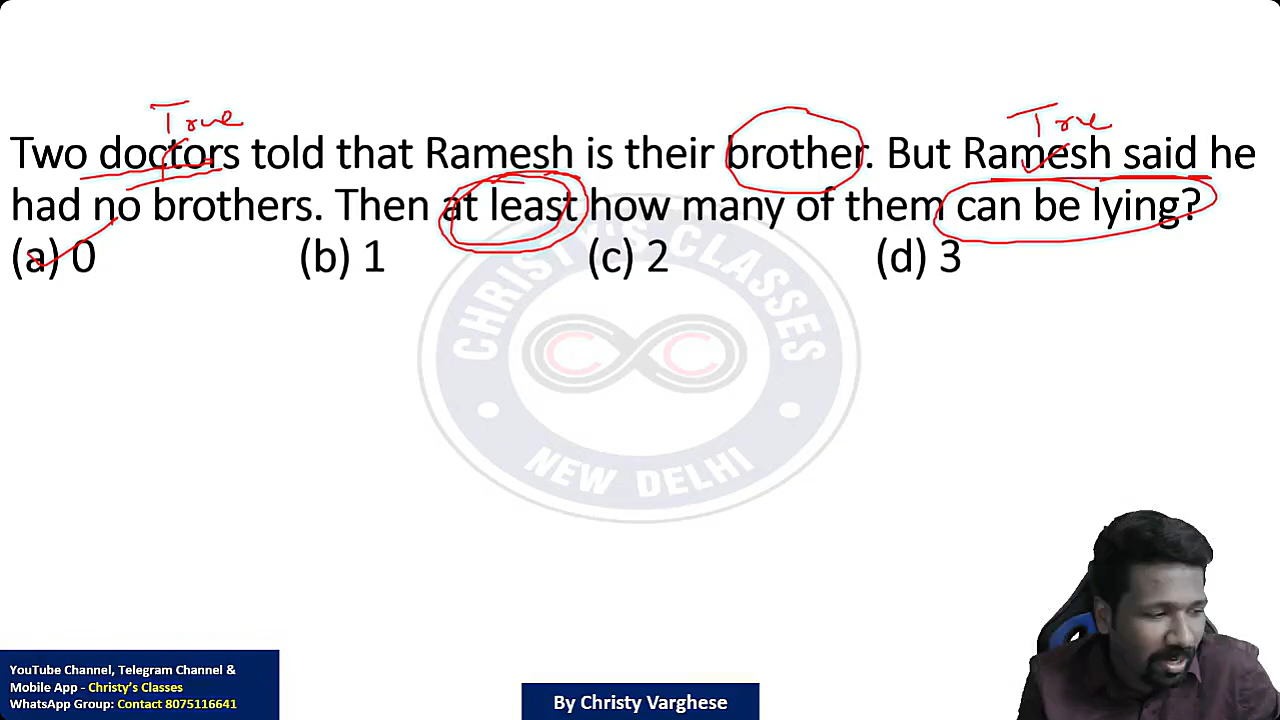 True
True
Two doctors told that Ramesh is their brother. But Ramesh said he
had no brothers. Then at least how many of them can be lying?
(a) 0 (b) 1 (c) 2 (d) 3
CHRISTY'S CLASSES
NEW DELHI
YouTube Channel, Telegram Channel &
Mobile App - Christy's Classes
WhatsApp Group: Contact 8075116641
By Christy Varghese